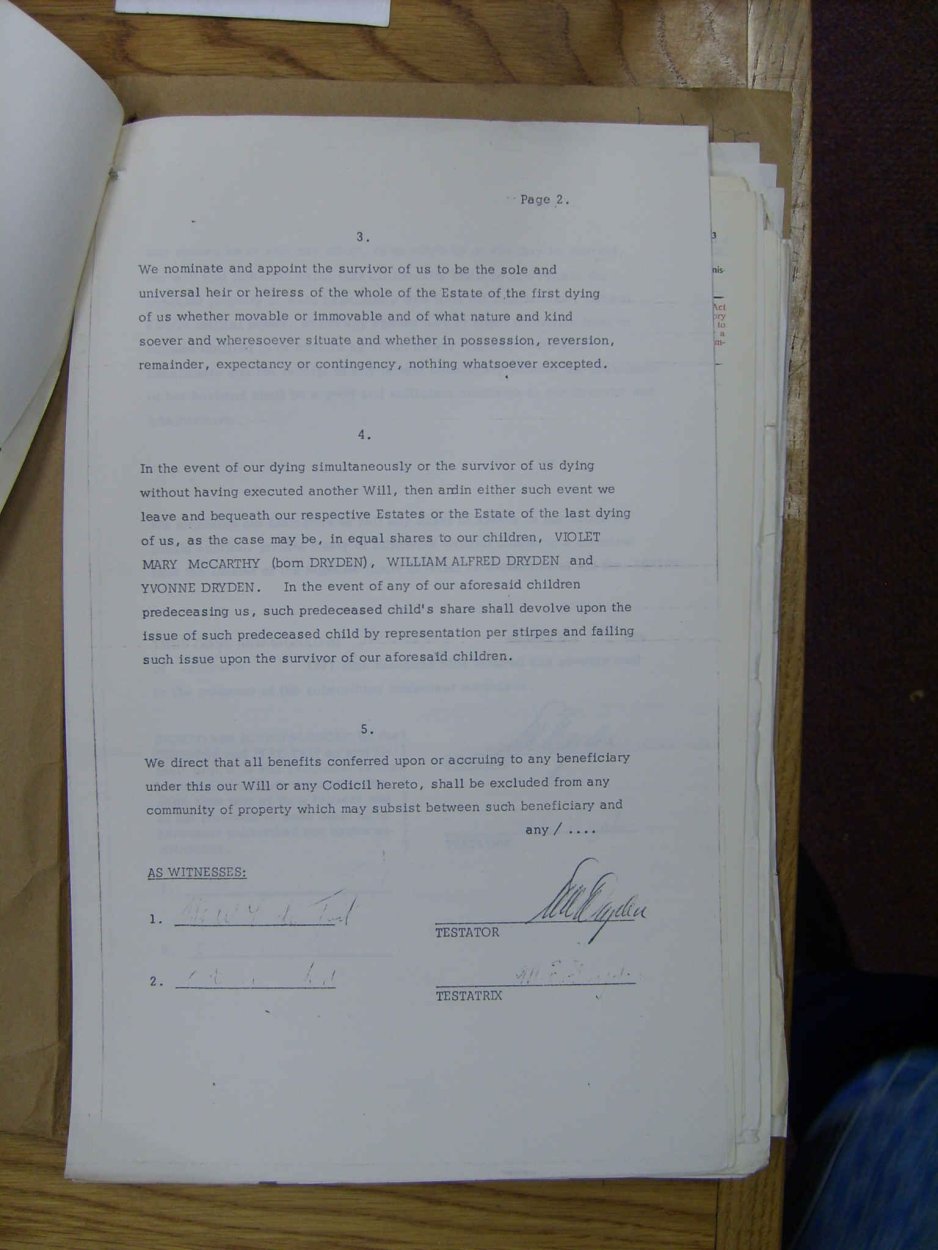 Page 2.
3.
We nominate and appoint the survivor of us to be the sole and
universal heir or heiress of the whole of the Estate of the first dying
of us whether movable or immovable and of what nature and kind
soever and wheresoever situate and whether in possession, reversion,
remainder, expectancy or contingency, nothing whatsoever excepted.
4.
In the event of our dying simultaneously or the survivor of us dying
without having executed another Will, then andin either such event we
leave and bequeath our respective Estates or the Estate of the last dying
of us, as the case may be, in equal shares to our children, VIOLET
MARY McCARTHY (born DRYDEN), WILLIAM ALFRED DRYDEN and
YVONNE DRYDEN. In the event of any of our aforesaid children
predeceasing us, such predeceased child's share shall devolve upon the
issue of such predeceased child by representation per stirpes and failing
such issue upon the survivor of our aforesaid children.
5.
We direct that all benefits conferred upon or accruing to any beneficiary
under this our Will or any Codicil hereto, shall be excluded from any
community of property which may subsist between such beneficiary and
any / ....
AS WITNESSES:
1.
TESTATOR
2.
TESTATRIX
3
nis-
Act
ory
to
a
m-